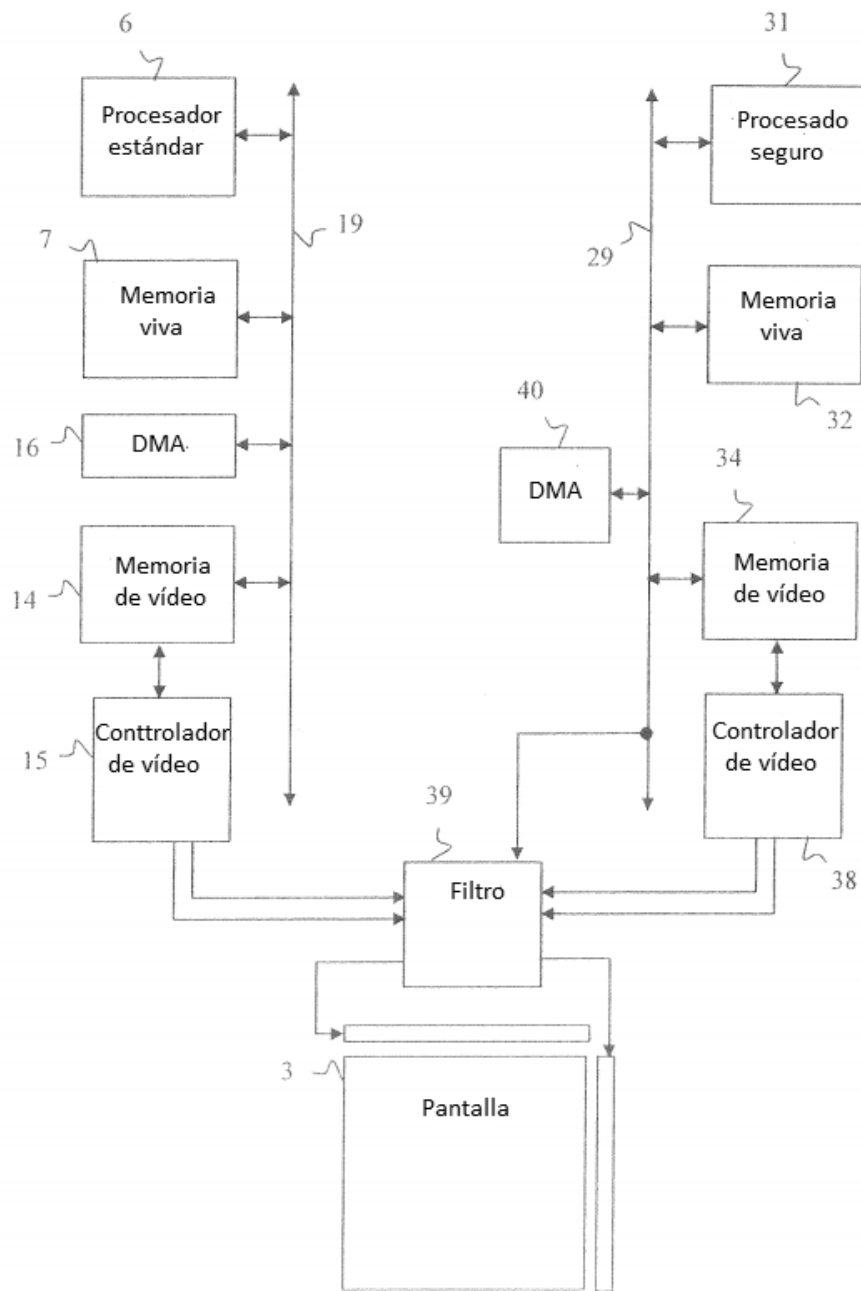 6
Procesador
estándar
19
7
Memoria
viva
16
DMA
14
Memoria
de vídeo
15
Conttrolador
de vídeo
31
Procesado
seguro
29
Memoria
viva
32
40
DMA
34
Memoria
de vídeo
Controlador
de vídeo
38
39
Filtro
3
Pantalla